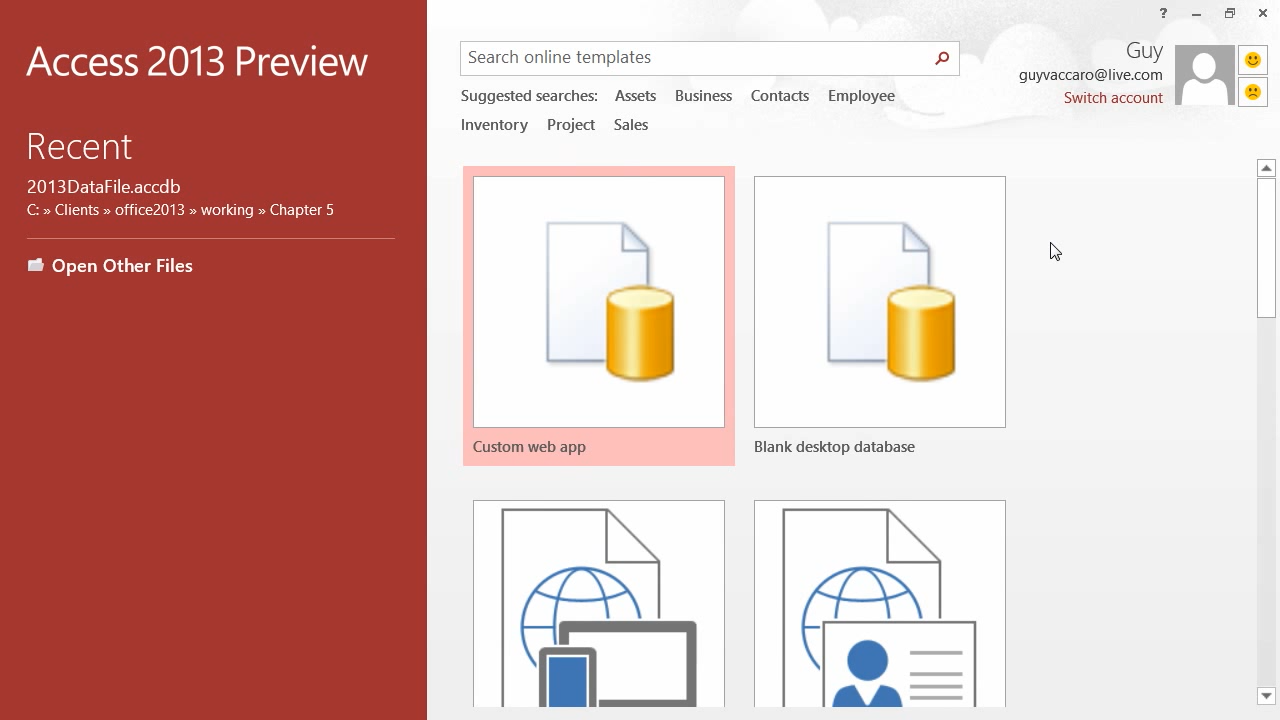 ?
Access 2013 Preview
Recent
2013DataFile.accdb
C: » Clients » office2013 » working » Chapter 5
Open Other Files
Search online templates
Suggested searches: Assets Business Contacts Employee
Inventory Project Sales
Guy
guyvaccaro@live.com
Switch account
Custom web app
Blank desktop database